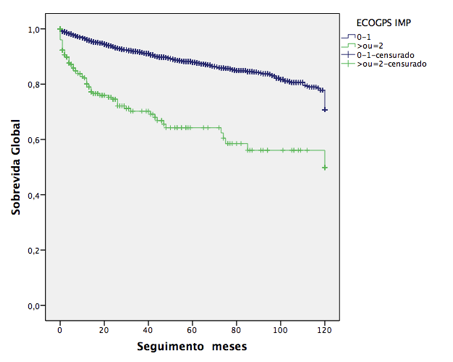 ECOGPS IMP
0-1
>ou=2
0-1-censurado
>ou=2-censurado
Sobrevida Global
1,0
0,8
0,6
0,4
0,2
0,0
0 20 40 60 80 100 120
Seguimento meses